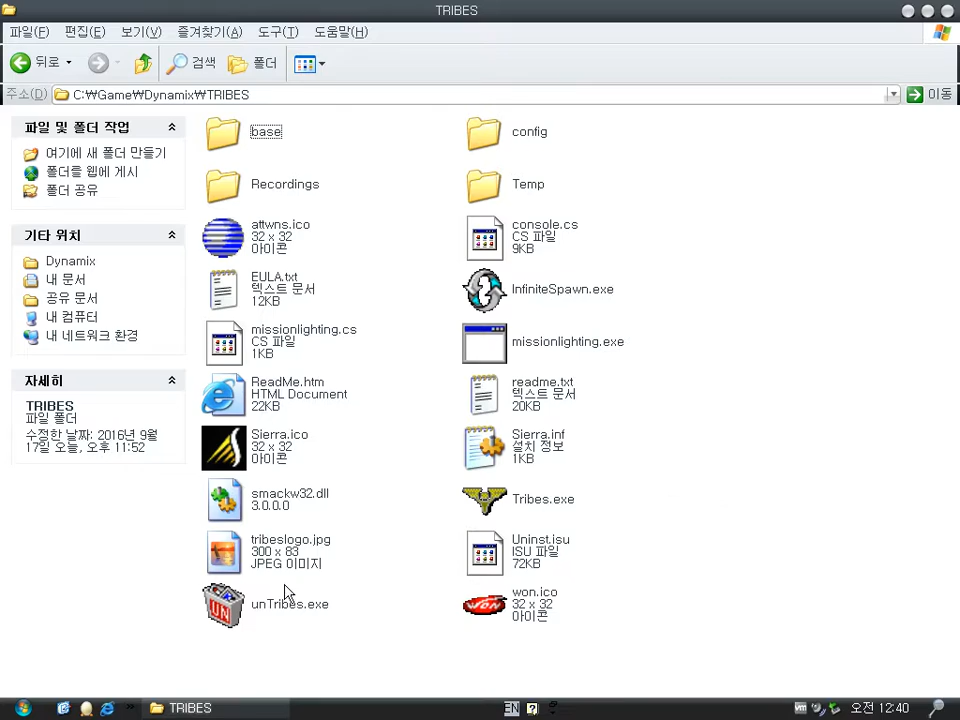 TRIBES
파일(F) 편집(E) 보기(V) 즐겨찾기(A) 도구(T) 도움말(H)
뒤로 검색 폴더
주소(D) C:₩Game₩Dynamix₩TRIBES 이동
파일 및 폴더 작업
여기에 새 폴더 만들기
폴더를 웹에 게시
폴더 공유
기타 위치
Dynamix
내 문서
공유 문서
내 컴퓨터
내 네트워크 환경
자세히
TRIBES
파일 폴더
수정한 날짜: 2016년 9월
17일 오늘, 오후 11:52
base
config
Recordings
Temp
attwns.ico
32 x 32
아이콘
console.cs
CS 파일
9KB
EULA.txt
텍스트 문서
12KB
InfiniteSpawn.exe
missionlighting.cs
CS 파일
1KB
missionlighting.exe
ReadMe.htm
HTML Document
22KB
readme.txt
텍스트 문서
20KB
Sierra.ico
32 x 32
아이콘
Sierra.inf
설치 정보
1KB
smackw32.dll
3.0.0.0
Tribes.exe
tribeslogo.jpg
300 x 83
JPEG 이미지
Uninst.isu
ISU 파일
72KB
UN
unTribes.exe
WON
won.ico
32 x 32
아이콘
TRIBES
EN
vm
오전 12:40